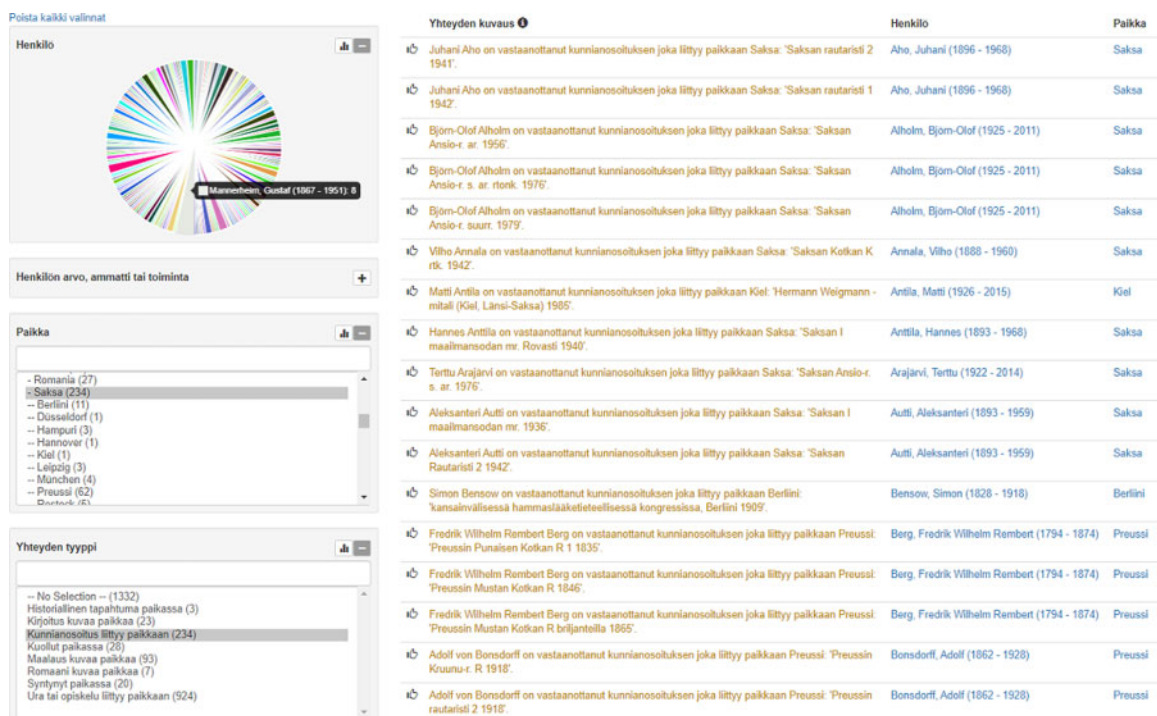 Poista kaikki valinnat
Henkilö
Mannerheim, Gustaf (1867 - 1951): 8
Henkilön arvo, ammatti tai toiminta
Paikka
- Romania (27)
- Saksa (234)
-- Berliini (11)
-- Düsseldorf (1)
-- Hampuri (3)
-- Hannover (1)
-- Kiel (1)
-- Leipzig (3)
-- München (4)
-- Preussi (62)
-- Rostock (5)
Yhteyden tyyppi
-- No Selection -- (1332)
Historiallinen tapahtuma paikassa (3)
Kirjoitus kuvaa paikkaa (23)
Kunnianosoitus liittyy paikkaan (234)
Kuollut paikassa (28)
Maalaus kuvaa paikkaa (93)
Romaani kuvaa paikkaa (7)
Syntynyt paikassa (20)
Ura tai opiskelu liittyy paikkaan (924)
Yhteyden kuvaus Henkilö Paikka
Juhani Aho on vastaanottanut kunnianosoituksen joka liittyy paikkaan Saksa: 'Saksan rautaristi 2 Aho, Juhani (1896 - 1968) Saksa
1941'.
Juhani Aho on vastaanottanut kunnianosoituksen joka liittyy paikkaan Saksa: 'Saksan rautaristi 1 Aho, Juhani (1896 - 1968) Saksa
1942'.
Björn-Olof Alholm on vastaanottanut kunnianosoituksen joka liittyy paikkaan Saksa: 'Saksan Alholm, Björn-Olof (1925 - 2011) Saksa
Ansio-r. ar. 1956'.
Björn-Olof Alholm on vastaanottanut kunnianosoituksen joka liittyy paikkaan Saksa: 'Saksan Alholm, Björn-Olof (1925 - 2011) Saksa
Ansio-r. s. ar. rtonk. 1976'.
Björn-Olof Alholm on vastaanottanut kunnianosoituksen joka liittyy paikkaan Saksa: 'Saksan Alholm, Björn-Olof (1925 - 2011) Saksa
Ansio-r. suurr. 1979'.
Vilho Annala on vastaanottanut kunnianosoituksen joka liittyy paikkaan Saksa: 'Saksan Kotkan K Annala, Vilho (1888 - 1960) Saksa
rtk. 1942'.
Matti Antila on vastaanottanut kunnianosoituksen joka liittyy paikkaan Kiel: 'Hermann Weigmann - Antila, Matti (1926 - 2015) Kiel
mitali (Kiel, Länsi-Saksa) 1985'.
Hannes Anttila on vastaanottanut kunnianosoituksen joka liittyy paikkaan Saksa: 'Saksan I Anttila, Hannes (1893 - 1968) Saksa
maailmansodan mr. Rovasti 1940'.
Terttu Arajärvi on vastaanottanut kunnianosoituksen joka liittyy paikkaan Saksa: 'Saksan Ansio-r. Arajärvi, Terttu (1922 - 2014) Saksa
s. ar. 1976'.
Aleksanteri Autti on vastaanottanut kunnianosoituksen joka liittyy paikkaan Saksa: 'Saksan I Autti, Aleksanteri (1893 - 1959) Saksa
maailmansodan mr. 1936'.
Aleksanteri Autti on vastaanottanut kunnianosoituksen joka liittyy paikkaan Saksa: 'Saksan Autti, Aleksanteri (1893 - 1959) Saksa
Rautaristi 2 1942'.
Simon Bensow on vastaanottanut kunnianosoituksen joka liittyy paikkaan Berliini: Bensow, Simon (1828 - 1918) Berliini
'kansainvälisessä hammaslääketieteellisessä kongressissa, Berliini 1909'.
Fredrik Wilhelm Rembert Berg on vastaanottanut kunnianosoituksen joka liittyy paikkaan Preussi: Berg, Fredrik Wilhelm Rembert (1794 - 1874) Preussi
'Preussin Punaisen Kotkan R 1 1835'.
Fredrik Wilhelm Rembert Berg on vastaanottanut kunnianosoituksen joka liittyy paikkaan Preussi: Berg, Fredrik Wilhelm Rembert (1794 - 1874) Preussi
'Preussin Mustan Kotkan R 1846'.
Fredrik Wilhelm Rembert Berg on vastaanottanut kunnianosoituksen joka liittyy paikkaan Preussi: Berg, Fredrik Wilhelm Rembert (1794 - 1874) Preussi
'Preussin Mustan Kotkan R briljanteilla 1865'.
Adolf von Bonsdorff on vastaanottanut kunnianosoituksen joka liittyy paikkaan Preussi: 'Preussin Bonsdorff, Adolf (1862 - 1928) Preussi
Kruunu-r. R 1918'.
Adolf von Bonsdorff on vastaanottanut kunnianosoituksen joka liittyy paikkaan Preussi: 'Preussin Bonsdorff, Adolf (1862 - 1928) Preussi
rautaristi 2 1918'.